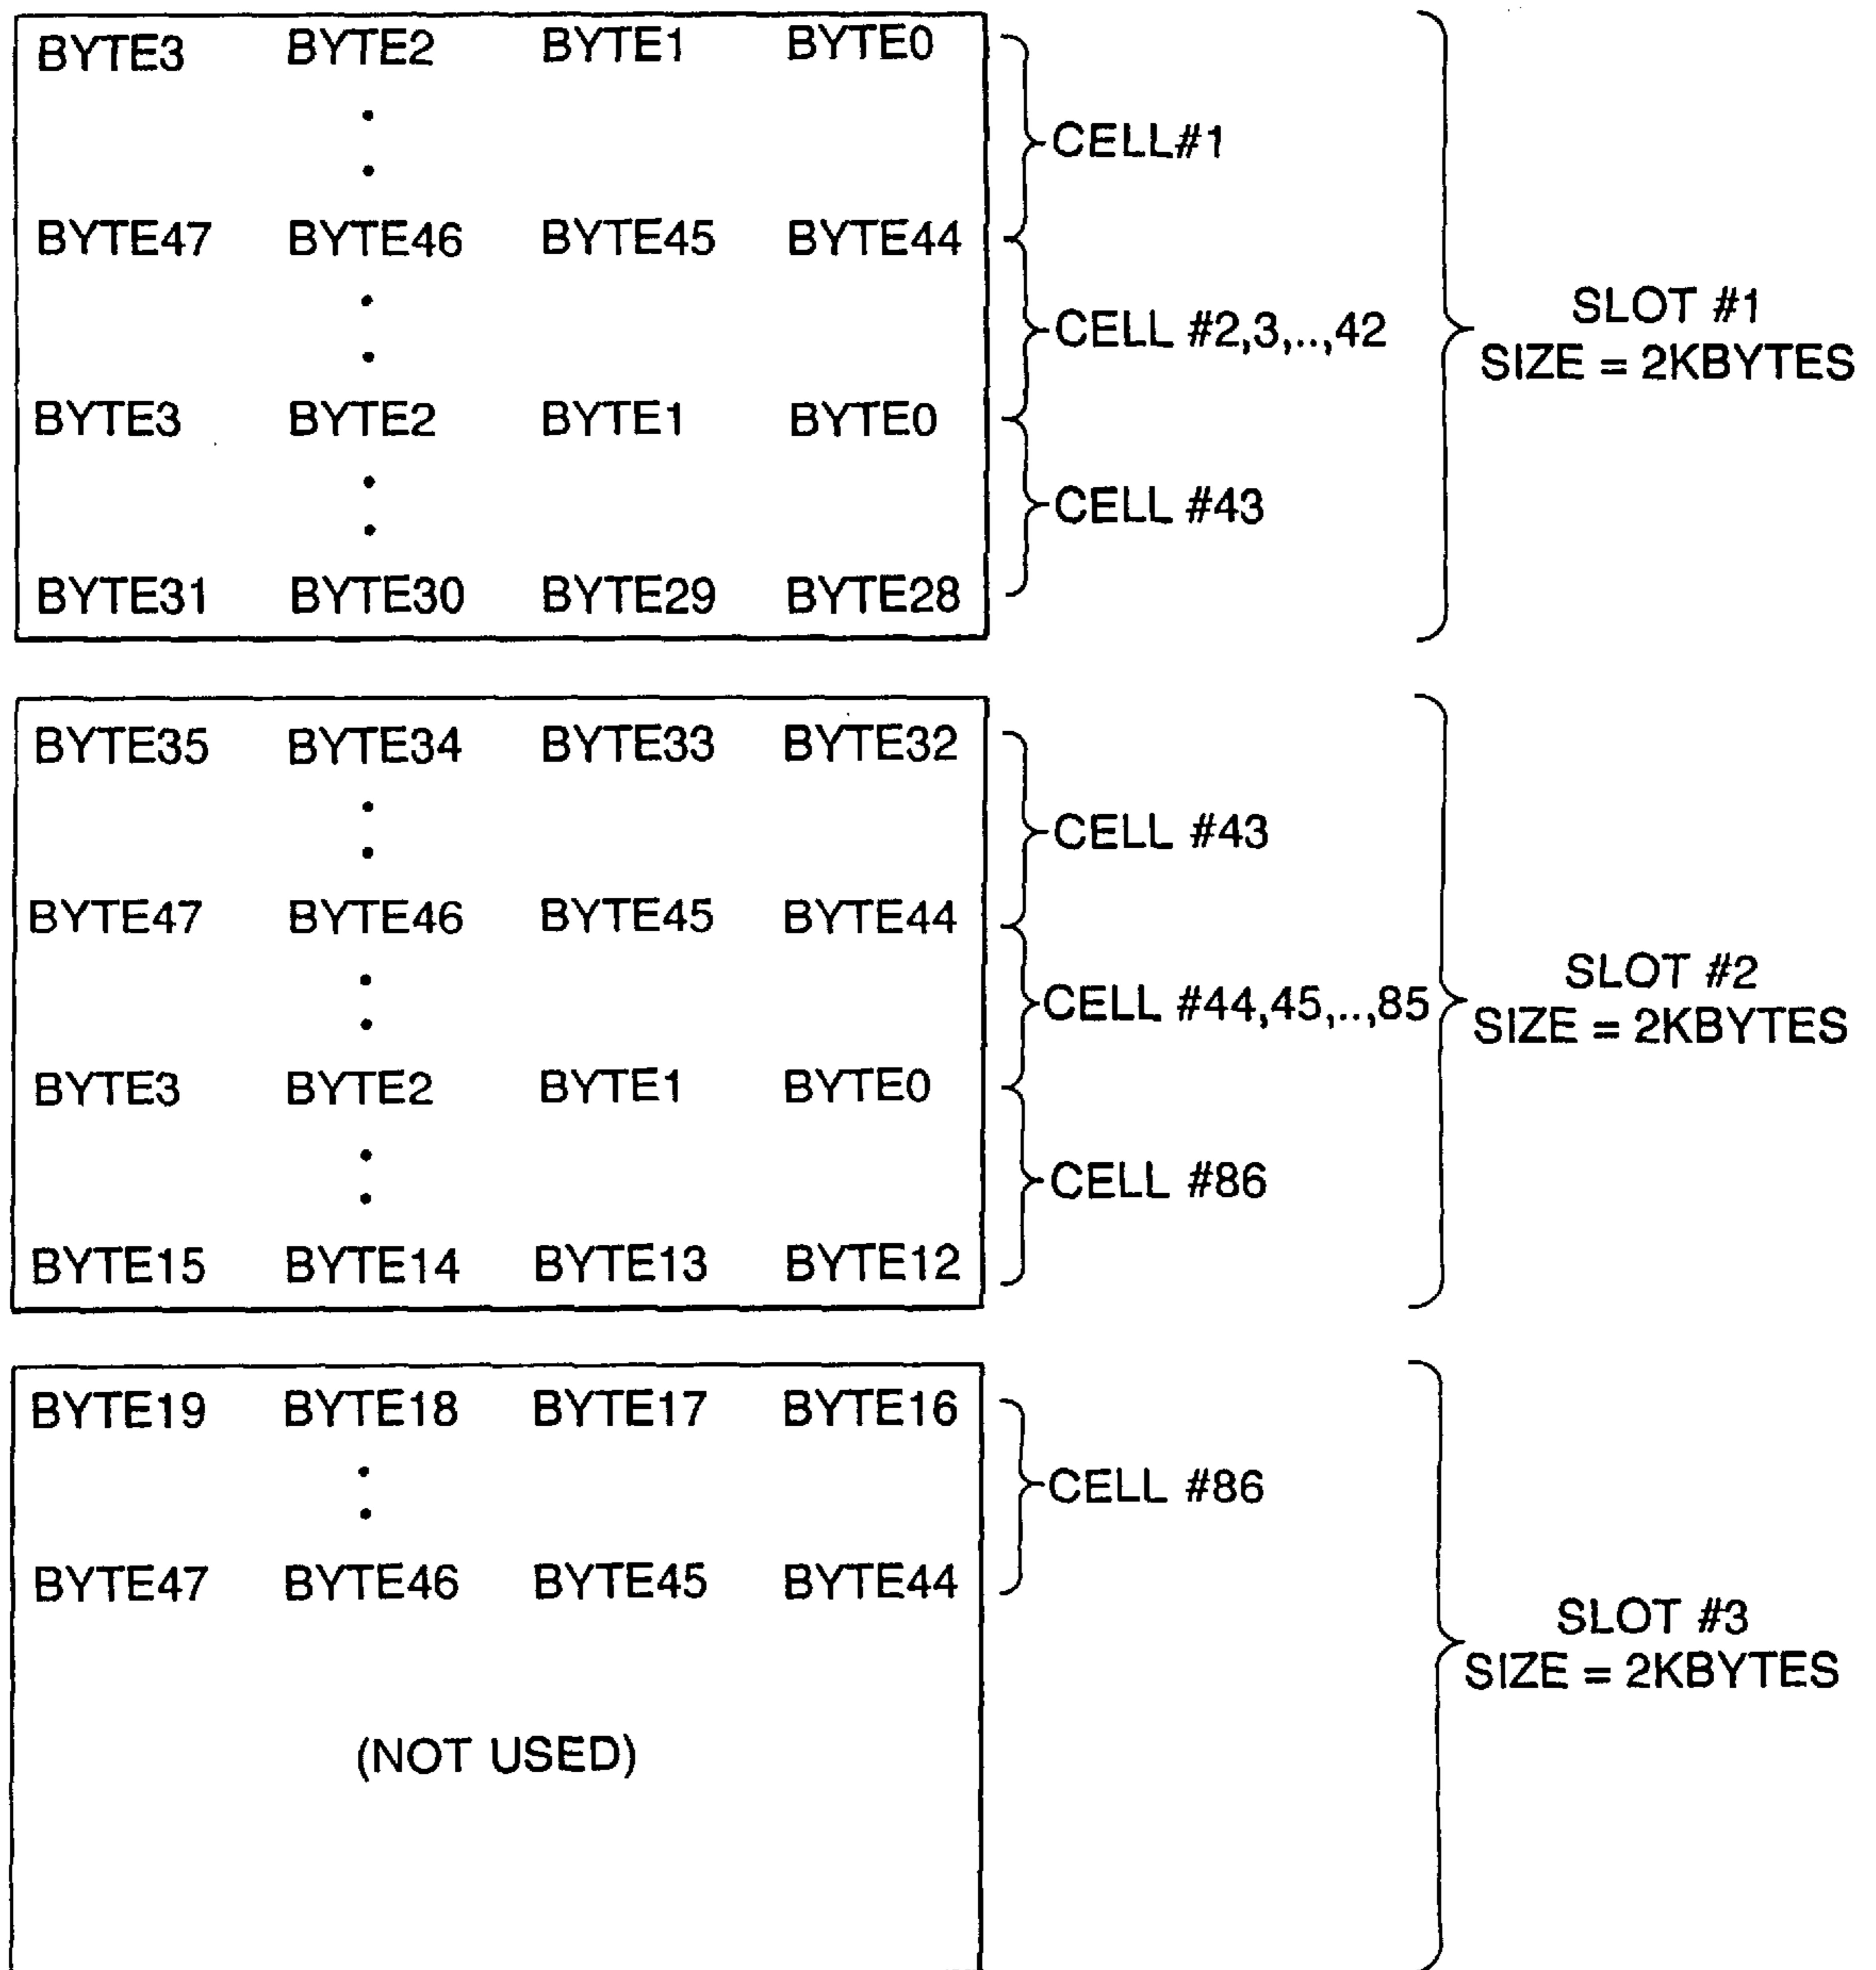 BYTE3 BYTE2 BYTE1 BYTE0
CELL#1
BYTE47 BYTE46 BYTE45 BYTE44
CELL #2,3,..,42
SLOT #1
SIZE = 2KBYTES
BYTE3 BYTE2 BYTE1 BYTE0
CELL #43
BYTE31 BYTE30 BYTE29 BYTE28
BYTE35 BYTE34 BYTE33 BYTE32
CELL #43
BYTE47 BYTE46 BYTE45 BYTE44
CELL #44,45,..,85
SLOT #2
SIZE = 2KBYTES
BYTE3 BYTE2 BYTE1 BYTE0
CELL #86
BYTE15 BYTE14 BYTE13 BYTE12
BYTE19 BYTE18 BYTE17 BYTE16
CELL #86
BYTE47 BYTE46 BYTE45 BYTE44
SLOT #3
SIZE = 2KBYTES
(NOT USED)